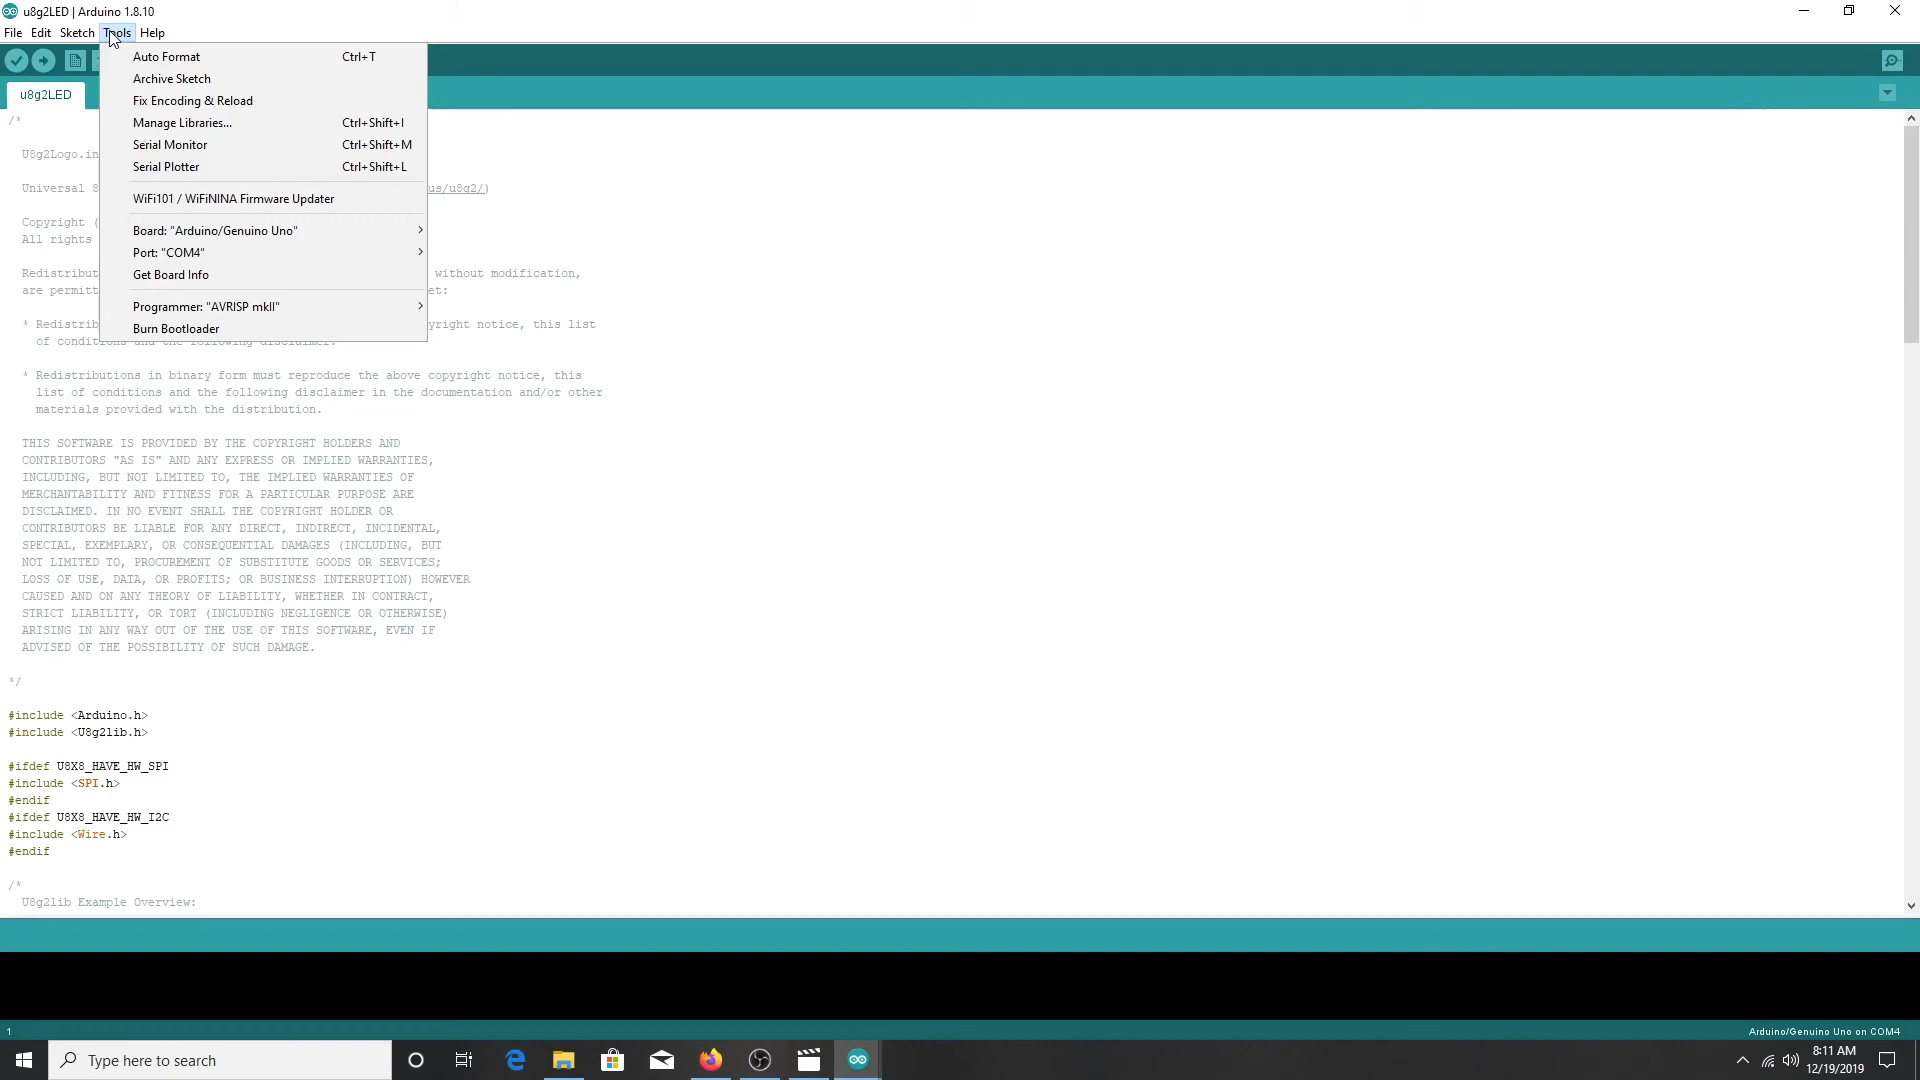 u8g2LED | Arduino 1.8.10
File Edit Sketch Tools Help
Auto Format Ctrl+T
Archive Sketch
Fix Encoding & Reload
Manage Libraries... Ctrl+Shift+I
Serial Monitor Ctrl+Shift+M
Serial Plotter Ctrl+Shift+L
WiFi101 / WiFiNINA Firmware Updater
Board: "Arduino/Genuino Uno"
Port: "COM4"
Get Board Info
Programmer: "AVRISP mkII"
Burn Bootloader
u8g2LED
/*
U8g2Logo.in
Universal 8 us/u8g2/)
Copyright (
All rights
Redistribut without modification,
are permitt et:
* Redistrib yright notice, this list
of conditions and the following disclaimer.
* Redistributions in binary form must reproduce the above copyright notice, this
list of conditions and the following disclaimer in the documentation and/or other
materials provided with the distribution.
THIS SOFTWARE IS PROVIDED BY THE COPYRIGHT HOLDERS AND
CONTRIBUTORS "AS IS" AND ANY EXPRESS OR IMPLIED WARRANTIES,
INCLUDING, BUT NOT LIMITED TO, THE IMPLIED WARRANTIES OF
MERCHANTABILITY AND FITNESS FOR A PARTICULAR PURPOSE ARE
DISCLAIMED. IN NO EVENT SHALL THE COPYRIGHT HOLDER OR
CONTRIBUTORS BE LIABLE FOR ANY DIRECT, INDIRECT, INCIDENTAL,
SPECIAL, EXEMPLARY, OR CONSEQUENTIAL DAMAGES (INCLUDING, BUT
NOT LIMITED TO, PROCUREMENT OF SUBSTITUTE GOODS OR SERVICES;
LOSS OF USE, DATA, OR PROFITS; OR BUSINESS INTERRUPTION) HOWEVER
CAUSED AND ON ANY THEORY OF LIABILITY, WHETHER IN CONTRACT,
STRICT LIABILITY, OR TORT (INCLUDING NEGLIGENCE OR OTHERWISE)
ARISING IN ANY WAY OUT OF THE USE OF THIS SOFTWARE, EVEN IF
ADVISED OF THE POSSIBILITY OF SUCH DAMAGE.
*/
#include <Arduino.h>
#include <U8g2lib.h>
#ifdef U8X8_HAVE_HW_SPI
#include <SPI.h>
#endif
#ifdef U8X8_HAVE_HW_I2C
#include <Wire.h>
#endif
/*
U8g2lib Example Overview:
1 Arduino/Genuino Uno on COM4
Type here to search
8:11 AM
12/19/2019